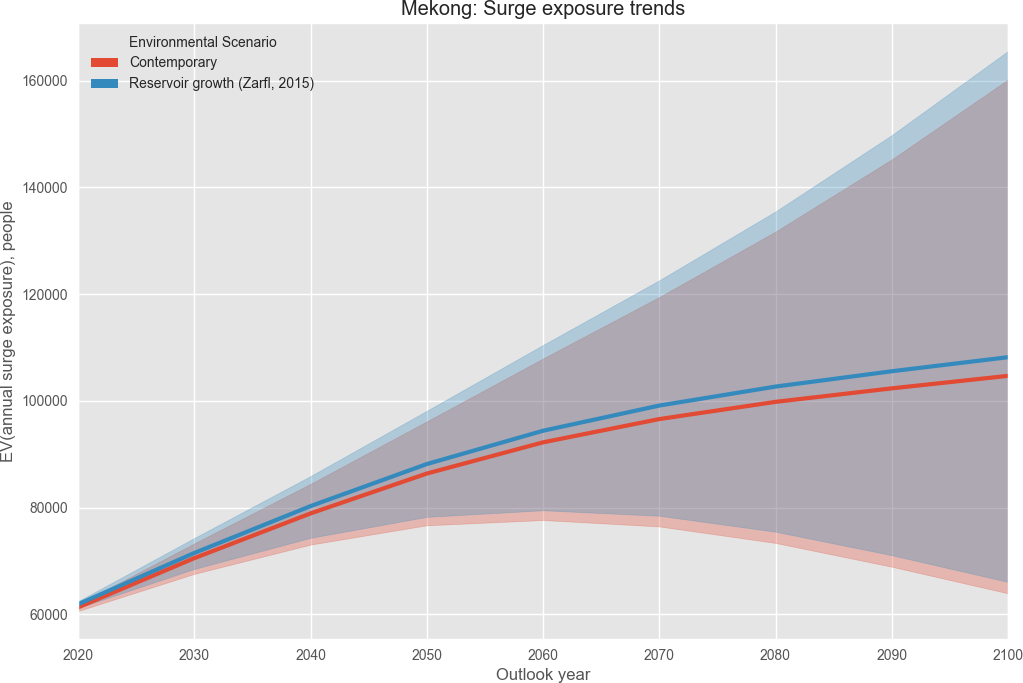 Mekong: Surge exposure trends
Environmental Scenario
Contemporary
Reservoir growth (Zarfl, 2015)
EV(annual surge exposure), people
160000
140000
120000
100000
80000
60000
2020 2030 2040 2050 2060 2070 2080 2090 2100
Outlook year